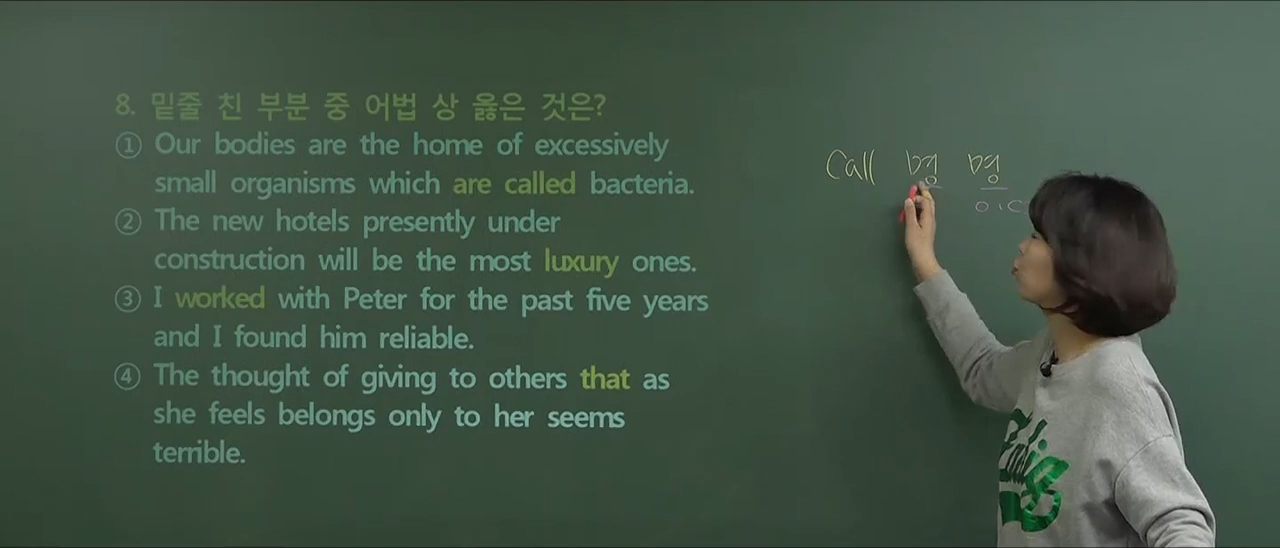 8. 밑줄 친 부분 중 어법 상 옳은 것은?
① Our bodies are the home of excessively
small organisms which are called bacteria.
② The new hotels presently under
construction will be the most luxury ones.
③ I worked with Peter for the past five years
and I found him reliable.
④ The thought of giving to others that as
she feels belongs only to her seems
terrible.
Call 명 명
O.C